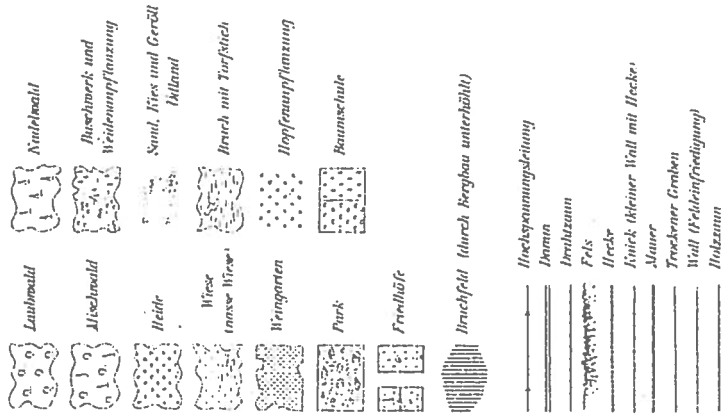 Laubwald
Mischwald
Heide
Wiese
(nasse Wiese)
Weingarten
Park
Friedhöfe
Bruchfeld (durch Bergbau unterhöhlt)
Nadelwald
Buschwerk und
Weidenanpflanzung
Sand, Kies und Geröll
Ödland
Bruch mit Torfstich
Hopfenanpflanzung
Baumschule
Hochspannungsleitung
Damm
Drahtzaun
Fels
Hecke
Knick (kleiner Wall mit Hecke)
Mauer
Trockener Graben
Wall (Feldeinfriedigung)
Holzzaun